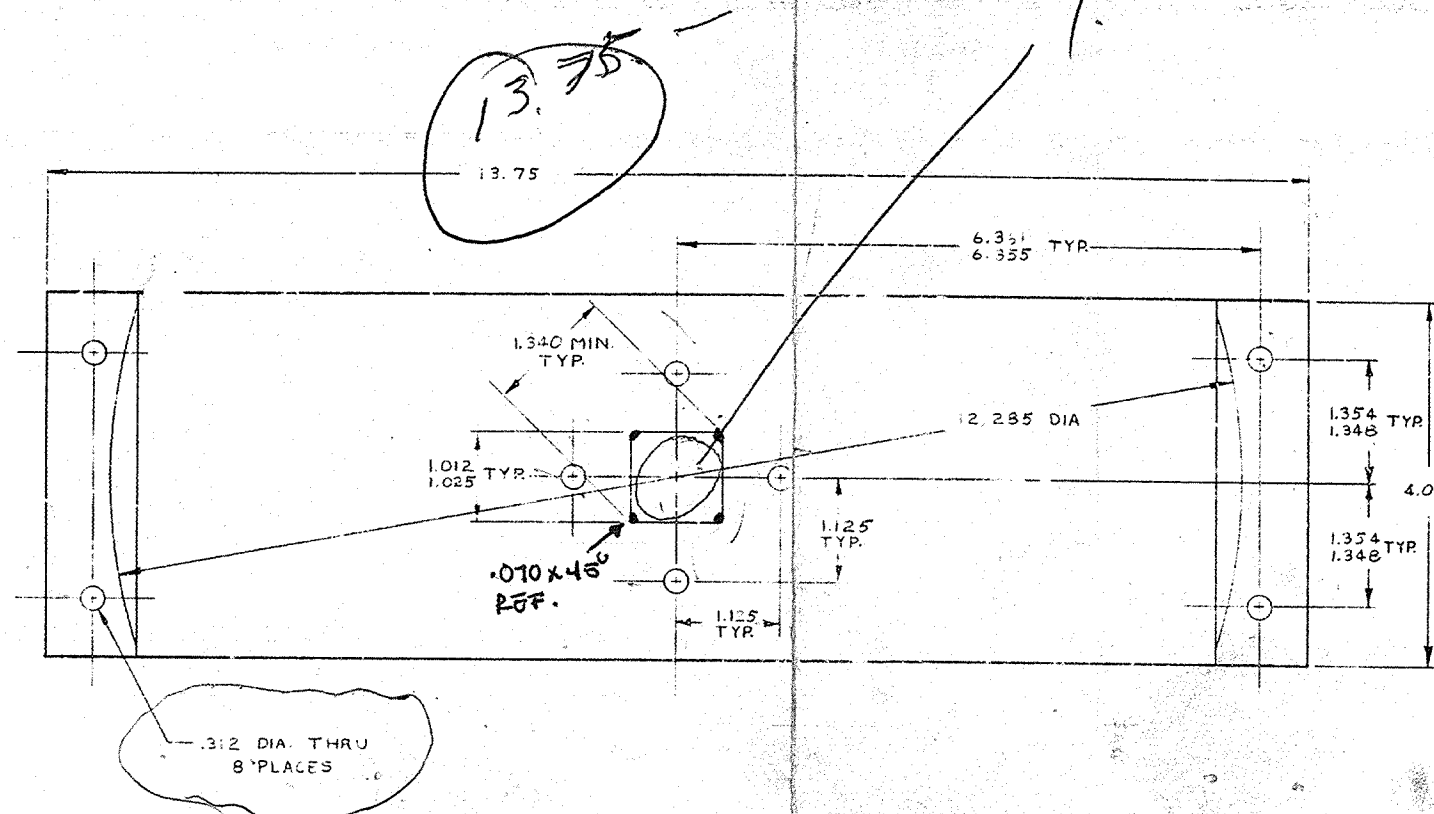 13.75
13.75
6.355 TYP.
1.340 MIN.
TYP.
12.285 DIA
1.354
1.348 TYP.
1.012
1.025 TYP.
4.0
1.125
TYP.
1.354
1.348 TYP.
.070 x 45°
REF.
1.125
TYP.
.312 DIA. THRU
8 PLACES